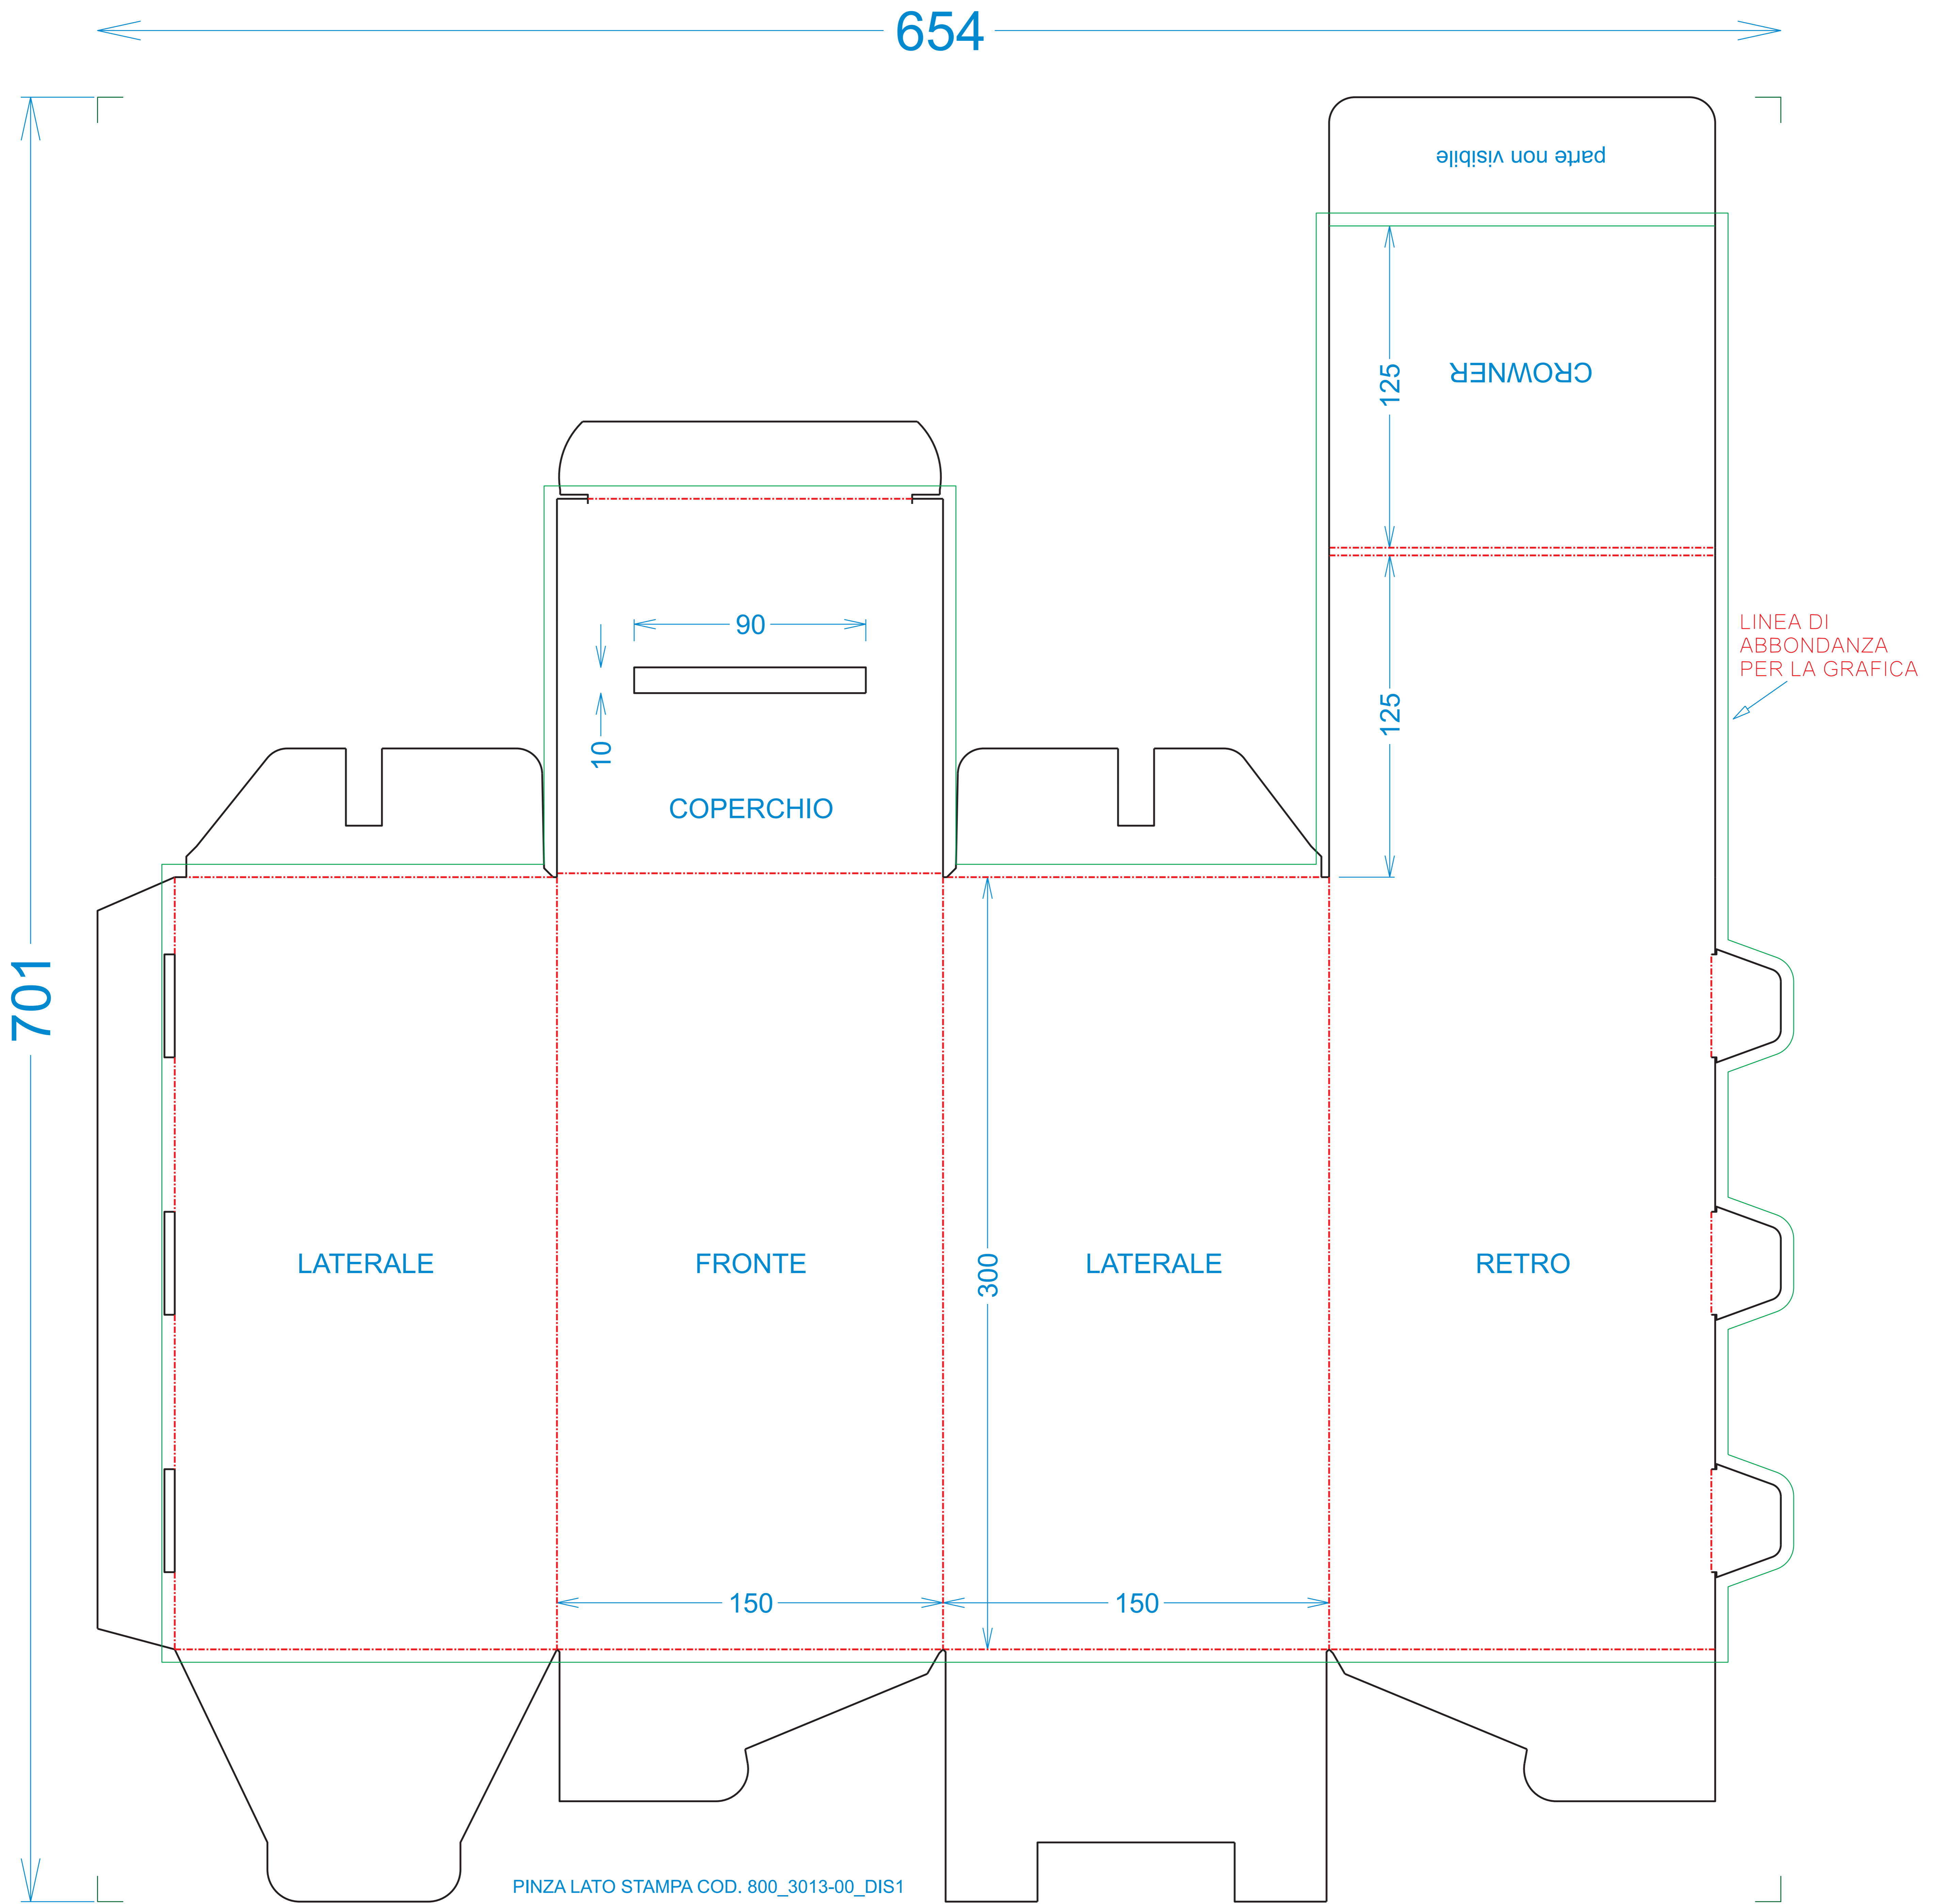 654
parte non visibile
CROWNER
125
90
LINEA DI
ABBONDANZA
PER LA GRAFICA
125
10
COPERCHIO
701
LATERALE
FRONTE
LATERALE
RETRO
300
150
150
PINZA LATO STAMPA COD. 800_3013-00_DIS1